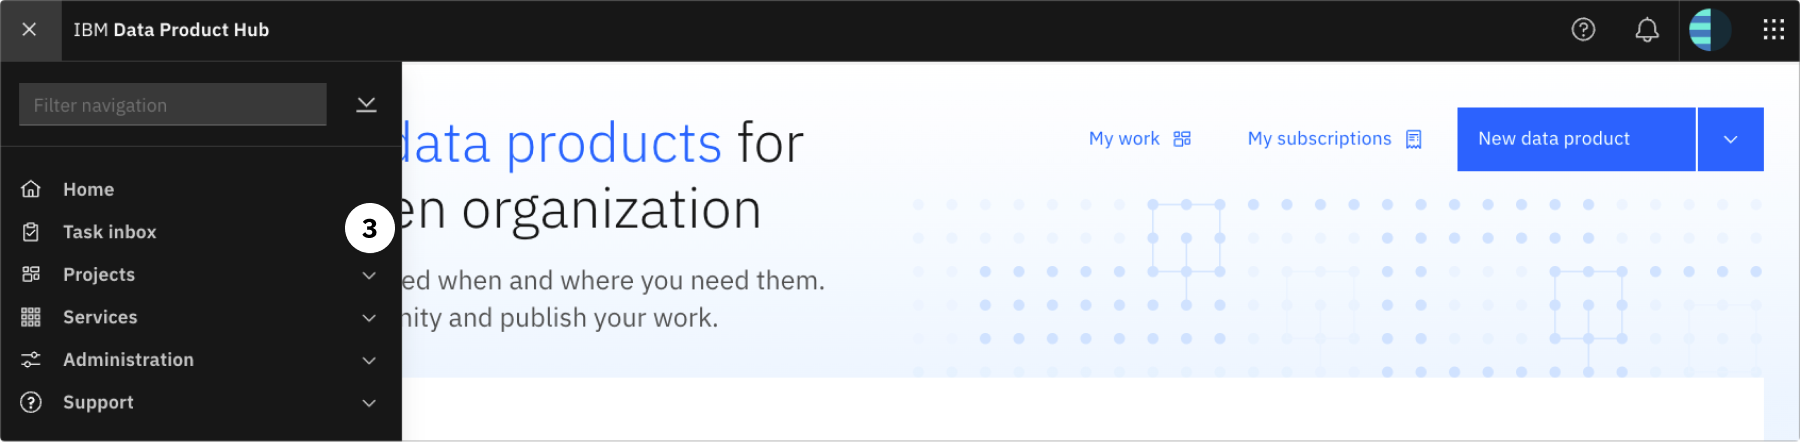 IBM Data Product Hub
Filter navigation
Home
Task inbox
3
Projects
Services
Administration
Support
data products for
en organization
ed when and where you need them.
nity and publish your work.
My work
My subscriptions
New data product